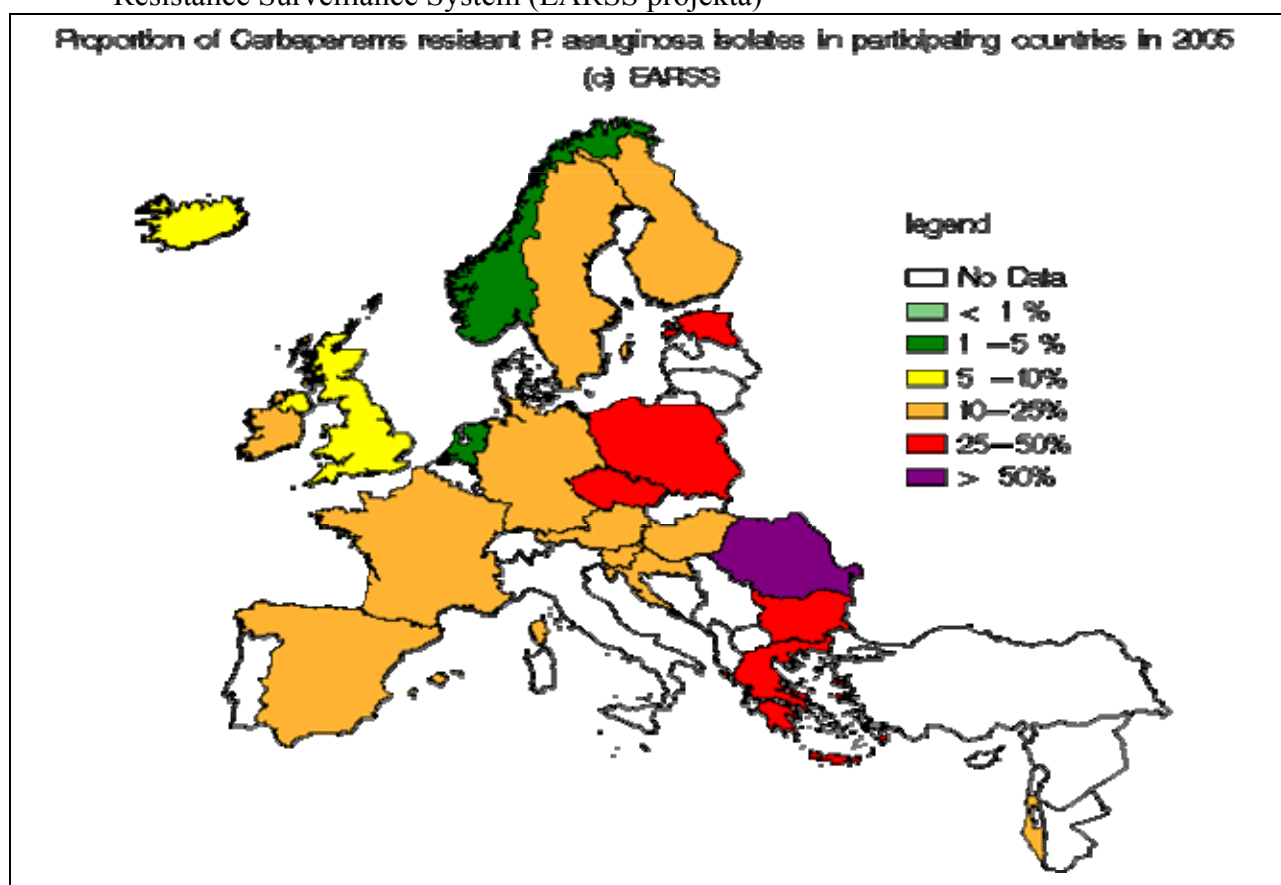 Resistance Surveillance System (EARSS projekta)
Proportion of Carbapenems resistant P. aeruginosa isolates in participating countries in 2005
(c) EARSS
legend
No Data
< 1 %
1 –5 %
5 –10%
10–25%
25–50%
> 50%